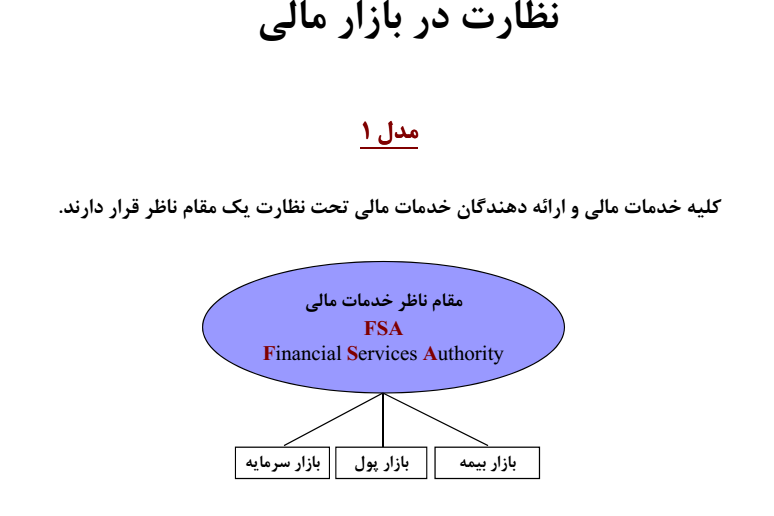 نظارت در بازار مالی
مدل ۱
کلیه خدمات مالی و ارائه دهندگان خدمات مالی تحت نظارت یک مقام ناظر قرار دارند.
مقام ناظر خدمات مالی
FSA
Financial Services Authority
بازار بیمه
بازار پول
بازار سرمایه